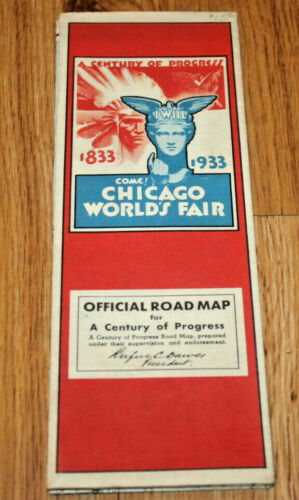 A CENTURY OF PROGRESS
I WILL
1833
1933
COME!
CHICAGO
WORLD'S FAIR
OFFICIAL ROAD MAP
for
A Century of Progress
A Century of Progress Road Map, prepared
under their supervision and endorsement.
Rufus C. Dawes
President.